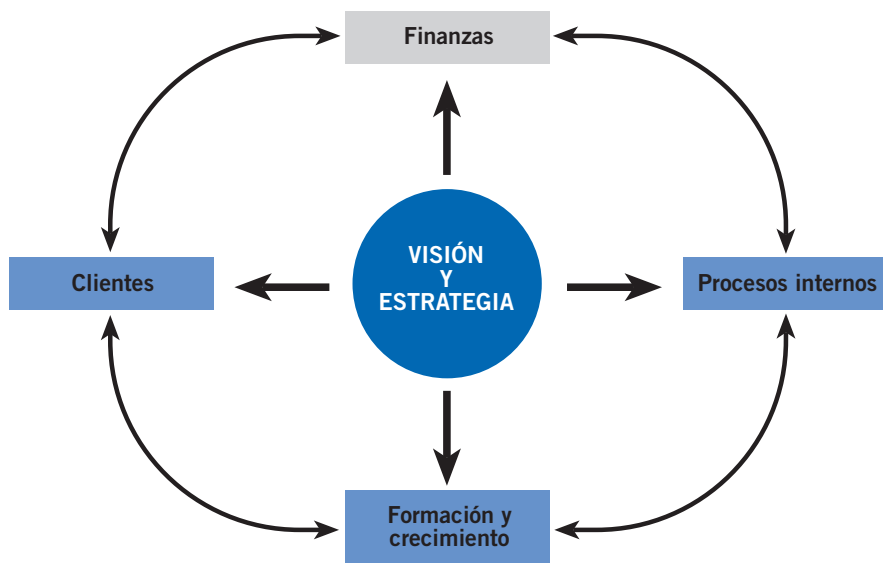 Finanzas
Clientes
VISIÓN
Y
ESTRATEGIA
Procesos internos
Formación y
crecimiento